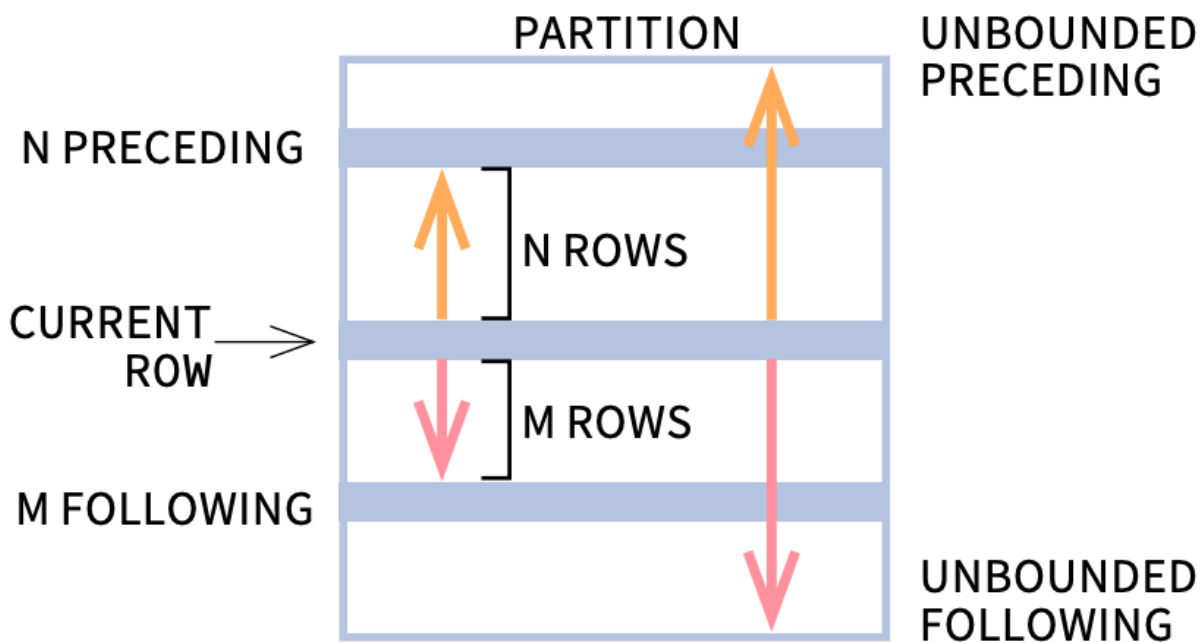 PARTITION
UNBOUNDED
PRECEDING
N PRECEDING
N ROWS
CURRENT
ROW
M ROWS
M FOLLOWING
UNBOUNDED
FOLLOWING